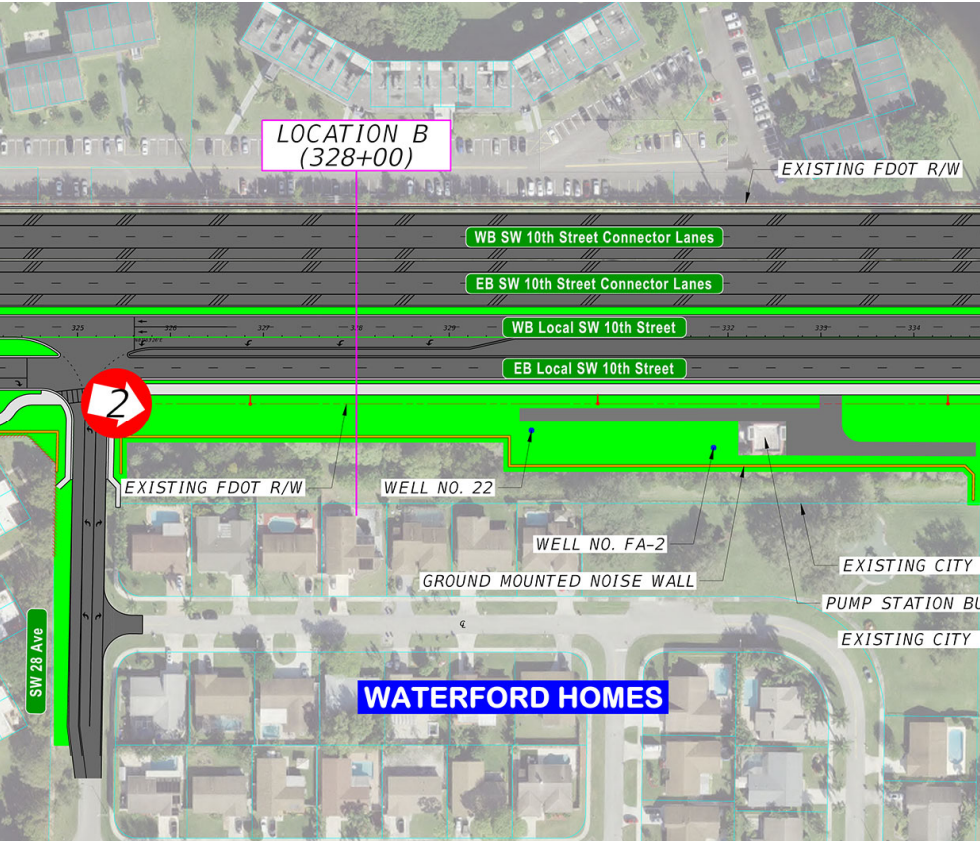 LOCATION B
(328+00)
EXISTING FDOT R/W
WB SW 10th Street Connector Lanes
EB SW 10th Street Connector Lanes
WB Local SW 10th Street
325
326
327
328
329
332
333
334
EB Local SW 10th Street
2
EXISTING FDOT R/W
WELL NO. 22
WELL NO. FA-2
GROUND MOUNTED NOISE WALL
EXISTING CITY
PUMP STATION BU
EXISTING CITY
SW 28 Ave
WATERFORD HOMES